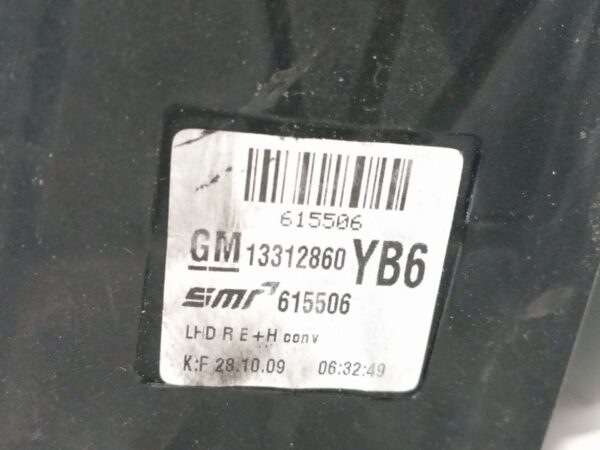 615506
GM 13312860 YB6
SMR 615506
LHD R E+H conv
K:F 28.10.09 06:32:49